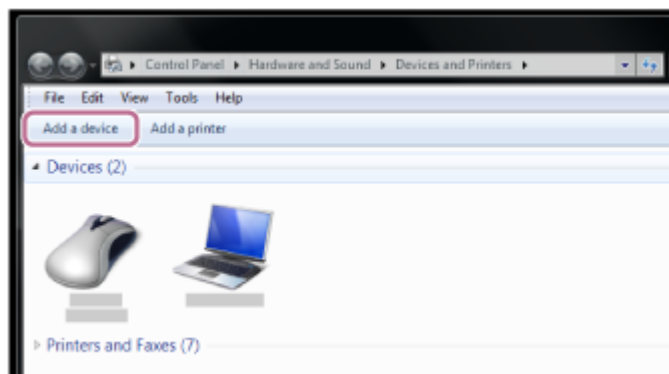 Control Panel Hardware and Sound Devices and Printers
File Edit View Tools Help
Add a device Add a printer
Devices (2)
Printers and Faxes (7)